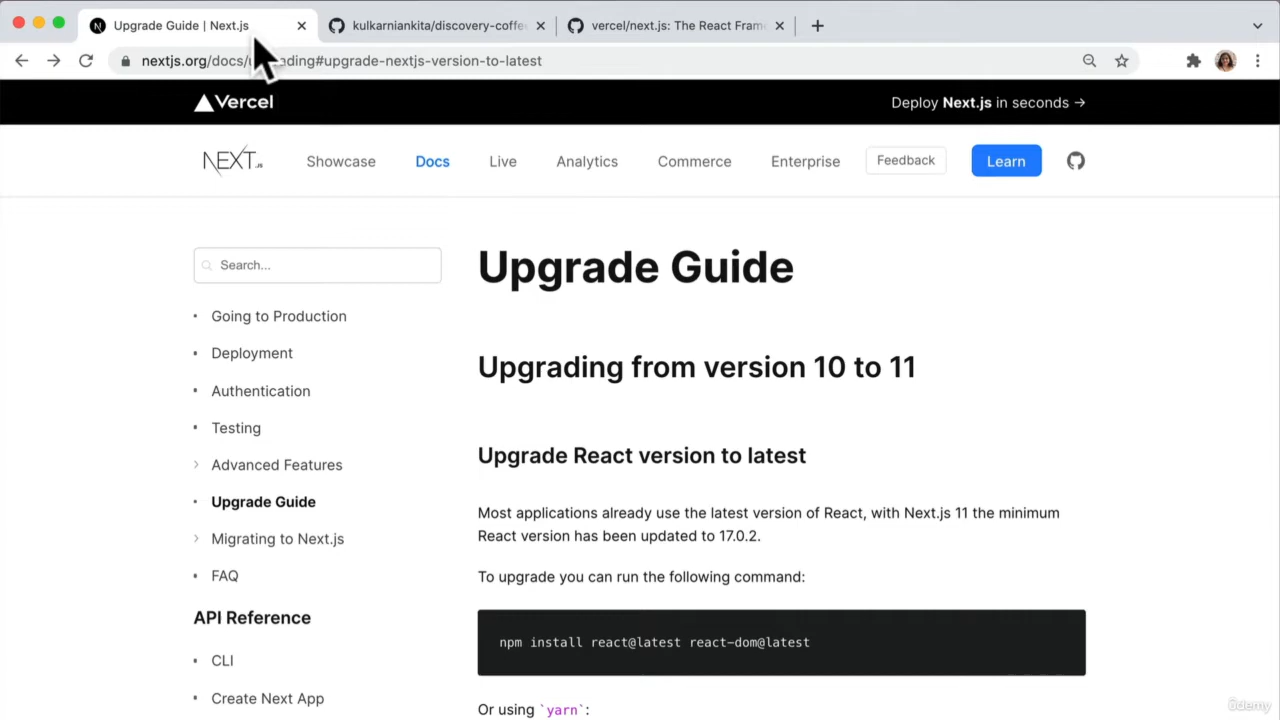 Upgrade Guide | Next.js
kulkarniankita/discovery-coffe
vercel/next.js: The React Fram
nextjs.org/docs/u ading#upgrade-nextjs-version-to-latest
Vercel
Deploy Next.js in seconds →
NEXT.JS
Showcase
Docs
Live
Analytics
Commerce
Enterprise
Feedback
Learn
Search...
Going to Production
Deployment
Authentication
Testing
Advanced Features
Upgrade Guide
Migrating to Next.js
FAQ
API Reference
CLI
Create Next App
Upgrade Guide
Upgrading from version 10 to 11
Upgrade React version to latest
Most applications already use the latest version of React, with Next.js 11 the minimum
React version has been updated to 17.0.2.
To upgrade you can run the following command:
npm install react@latest react-dom@latest
Or using `yarn`:
ûdemy